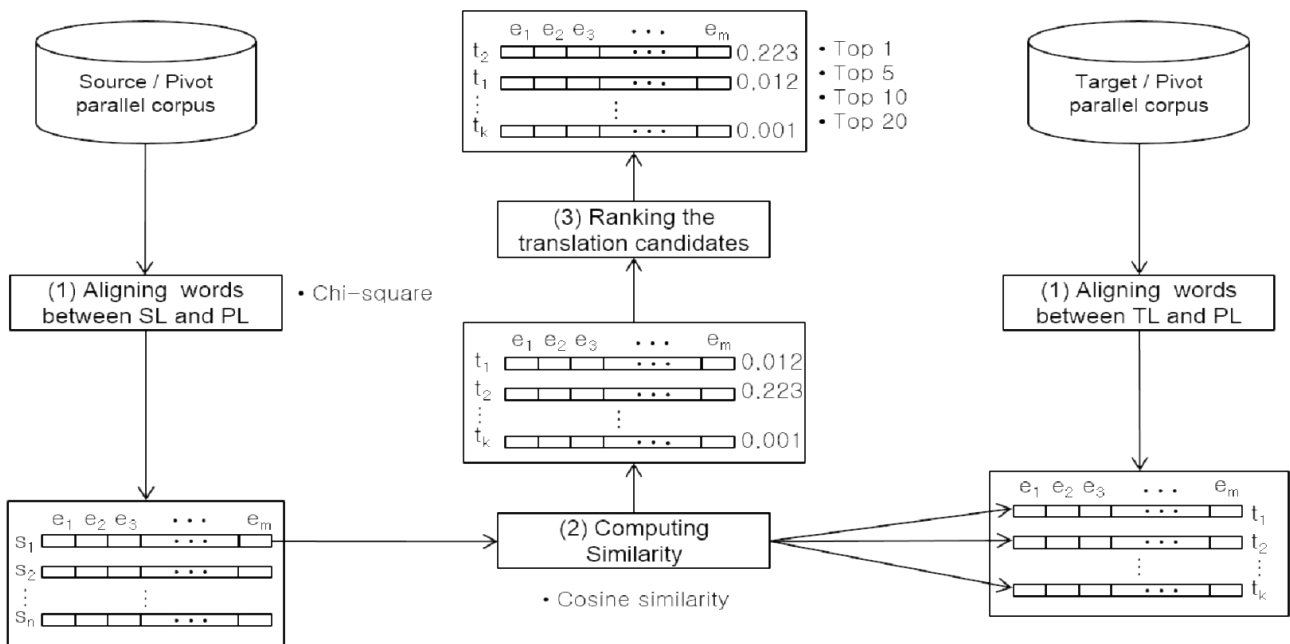 Source / Pivot
parallel corpus
(1) Aligning words
between SL and PL
• Chi-square
e1 e2 e3 • • • em
s1 • • •
s2 • • •
⋮ ⋮
sn • • •
e1 e2 e3 • • • em
t2 • • • 0.223
t1 • • • 0.012
⋮ ⋮
tk • • • 0.001
• Top 1
• Top 5
• Top 10
• Top 20
(3) Ranking the
translation candidates
e1 e2 e3 • • • em
t1 • • • 0.012
t2 • • • 0.223
⋮ ⋮
tk • • • 0.001
(2) Computing
Similarity
• Cosine similarity
Target / Pivot
parallel corpus
(1) Aligning words
between TL and PL
e1 e2 e3 • • • em
• • • t1
• • • t2
⋮ ⋮
• • • tk